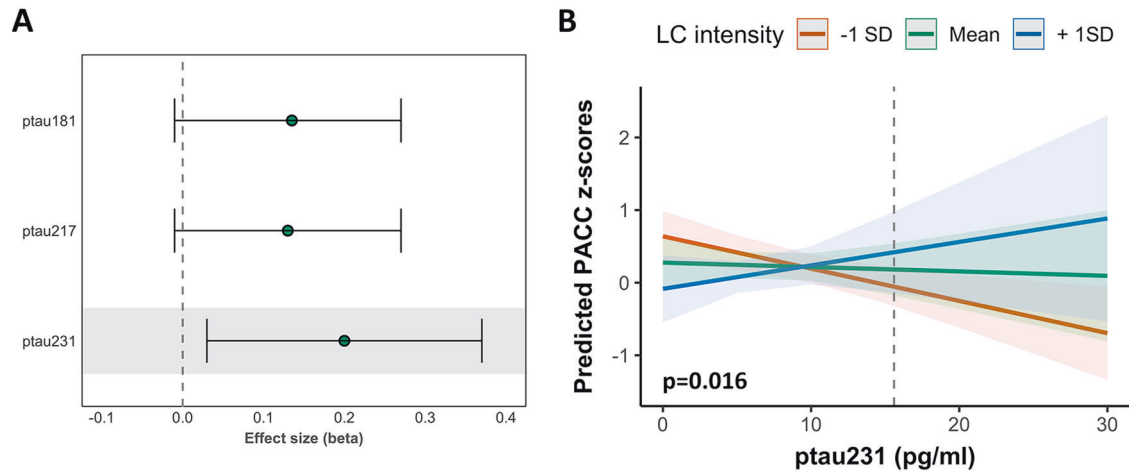 A
ptau181
ptau217
ptau231
-0.1 0.0 0.1 0.2 0.3 0.4
Effect size (beta)
B
LC intensity -1 SD Mean + 1SD
Predicted PACC z-scores
2
1
0
-1
p=0.016
0 10 20 30
ptau231 (pg/ml)